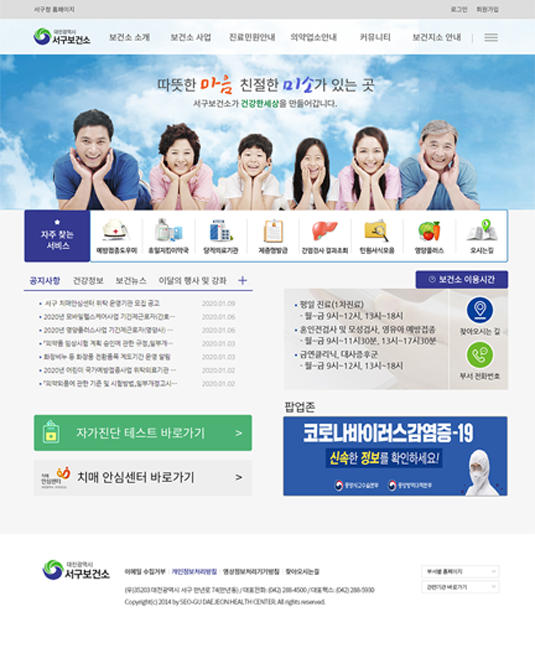 서구청 홈페이지
로그인 회원가입
대전광역시
서구보건소
보건소 소개 보건소 사업 진료민원안내 의약업소안내 커뮤니티 보건지소 안내
따뜻한 마음 친절한 미소가 있는 곳
서구보건소가 건강한세상을 만들어갑니다.
자주 찾는
서비스
예방접종도우미 휴일지킴이약국 당직의료기관 제증명발급 건강검사 결과조회 민원서식모음 영양플러스 오시는길
공지사항 건강정보 보건뉴스 이달의 행사 및 강좌 +
서구 치매안심센터 위탁 운영기관 모집 공고 2020.01.09
2020년 모바일헬스케어사업 기간제근로자(간호… 2020.01.06
2020년 영양플러스사업 기간제근로자(영양사) … 2020.01.06
「의약품 임상시험 계획 승인에 관한 규정」일부개… 2020.01.03
화장비누 등 화장품 전환품목 계도기간 운영 알림 2020.01.03
2020년 어린이 국가예방접종사업 위탁의료기관 … 2020.01.02
「의약외품에 관한 기준 및 시험방법」일부개정고시… 2020.01.02
보건소 이용시간
평일 진료(1차진료)
- 월~금 9시~12시, 13시~18시
혼인전검사 및 모성검사, 영유아 예방접종
- 월~금 9시~11시 30분, 13시~17시30분
금연클리닉, 대사증후군
- 월~금 9시~12시, 13시~18시
찾아오시는 길
부서 전화번호
자가진단 테스트 바로가기 >
치매
안심센터
치매 안심센터 바로가기 >
팝업존
코로나바이러스감염증-19
신속한 정보를 확인하세요!
중앙사고수습본부 중앙방역대책본부
대전광역시
서구보건소
이메일 수집거부 개인정보처리방침 영상정보처리기기방침 찾아오시는길
(우)35203 대전광역시 서구 만년로 74(만년동) / 대표전화: (042) 288-4500 / 대표팩스: (042) 288-5930
Copyright(c) 2014 by SEO-GU DAEJEON HEALTH CENTER. All rights reserved.
부서별 홈페이지
관련기관 바로가기